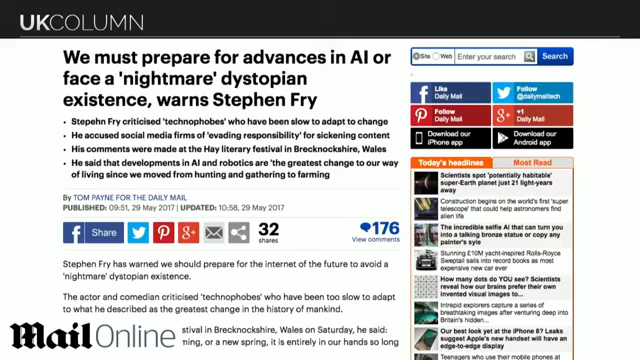 UKCOLUMN
We must prepare for advances in AI or
face a 'nightmare' dystopian
existence, warns Stephen Fry
• Stepehn Fry criticised 'technophobes' who have been slow to adapt to change
• He accused social media firms of 'evading responsibility' for sickening content
• His comments were made at the Hay literary festival in Brecknockshire, Wales
• He said that developments in AI and robotics are 'the greatest change to our way
of living since we moved from hunting and gathering to farming
By TOM PAYNE FOR THE DAILY MAIL
PUBLISHED: 09:51, 29 May 2017 | UPDATED: 10:58, 29 May 2017
Share
32
shares
176
View comments
Stephen Fry has warned we should prepare for the internet of the future to avoid a
'nightmare' dystopian existence.
The actor and comedian criticised 'technophobes' who have been too slow to adapt
to what he described as the greatest change in the history of mankind.
stival in Brecknockshire, Wales on Saturday, he said:
ming, or a new spring, it is entirely in our hands so long
Mail Online
Site Web Enter your search Search
Like
Daily Mail
Follow
@dailymailtech
Follow
Daily Mail
+1
Daily Mail
Download our
iPhone app
Download our
Android app
Today's headlines Most Read
Scientists spot 'potentially habitable'
super-Earth planet just 21 light-years
away
Construction begins on the world's first 'super
telescope' that could help astronomers find
alien life
The incredible selfie AI that can turn you
into a talking bronze statue or copy any
painter's syle
Stunning £10M yacht-inspired Rolls-Royce
Sweptail sails into record books as most
expensive new car ever
How many dots do YOU see? Scientists
reveal how our brains prefer their own
invented visual images to...
Intrepid explorers capture a series of
breathtaking images after venturing deep into
Britain's hidden...
Our best look yet at the iPhone 8? Leaks
suggest Apple's new handset will have an
edge-to-edge display
Teenagers who use their smartphones at